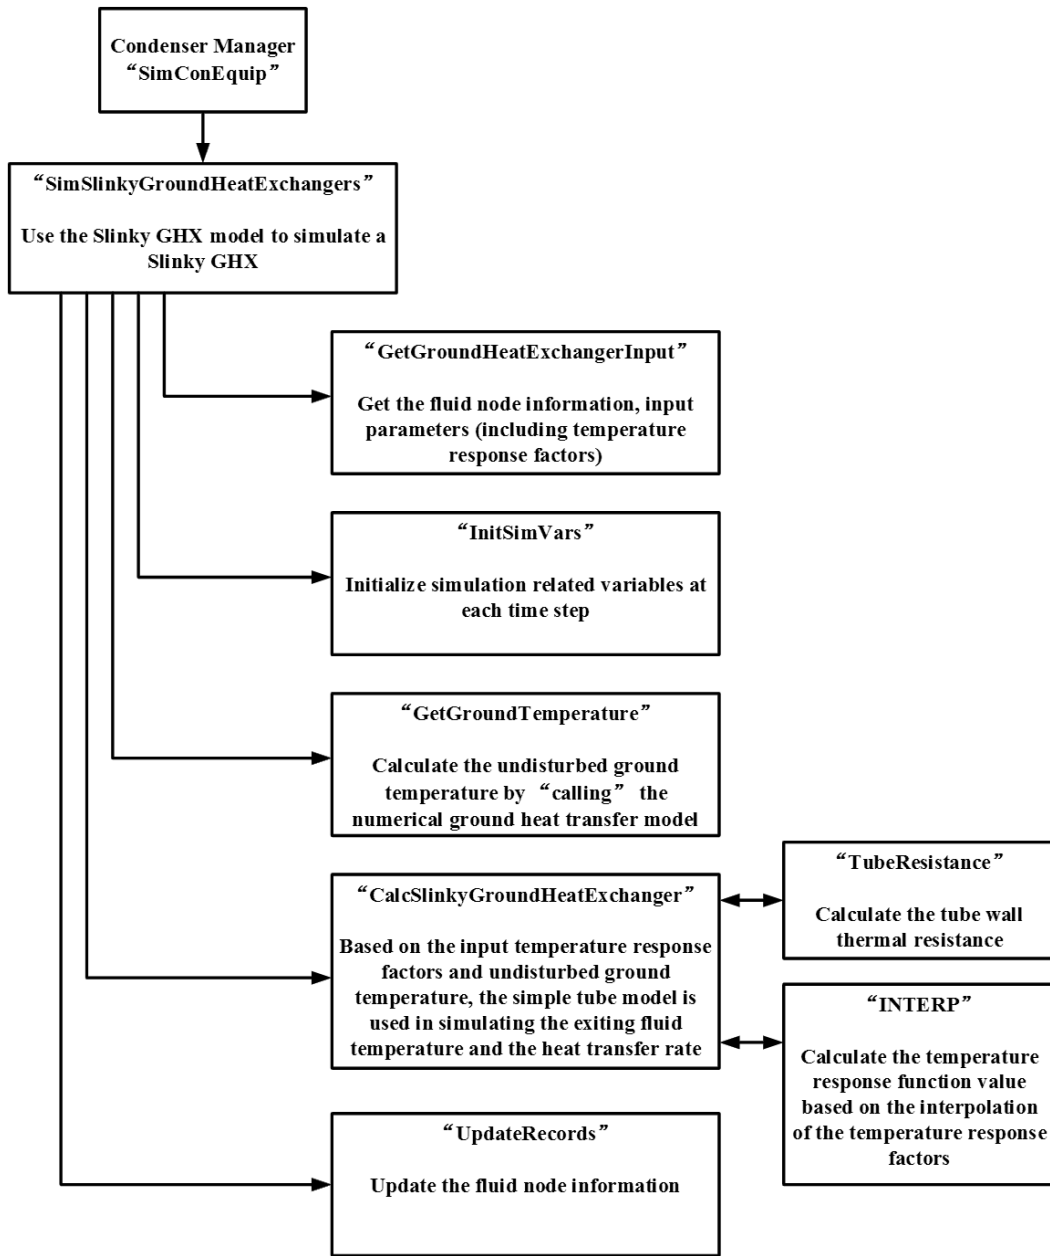 Condenser Manager
“SimConEquip”
“SimSlinkyGroundHeatExchangers”
Use the Slinky GHX model to simulate a
Slinky GHX
“GetGroundHeatExchangerInput”
Get the fluid node information, input
parameters (including temperature
response factors)
“InitSimVars”
Initialize simulation related variables at
each time step
“GetGroundTemperature”
Calculate the undisturbed ground
temperature by “calling” the
numerical ground heat transfer model
“CalcSlinkyGroundHeatExchanger”
Based on the input temperature response
factors and undisturbed ground
temperature, the simple tube model is
used in simulating the exiting fluid
temperature and the heat transfer rate
“TubeResistance”
Calculate the tube wall
thermal resistance
“INTERP”
Calculate the temperature
response function value
based on the interpolation
of the temperature response
factors
“UpdateRecords”
Update the fluid node information